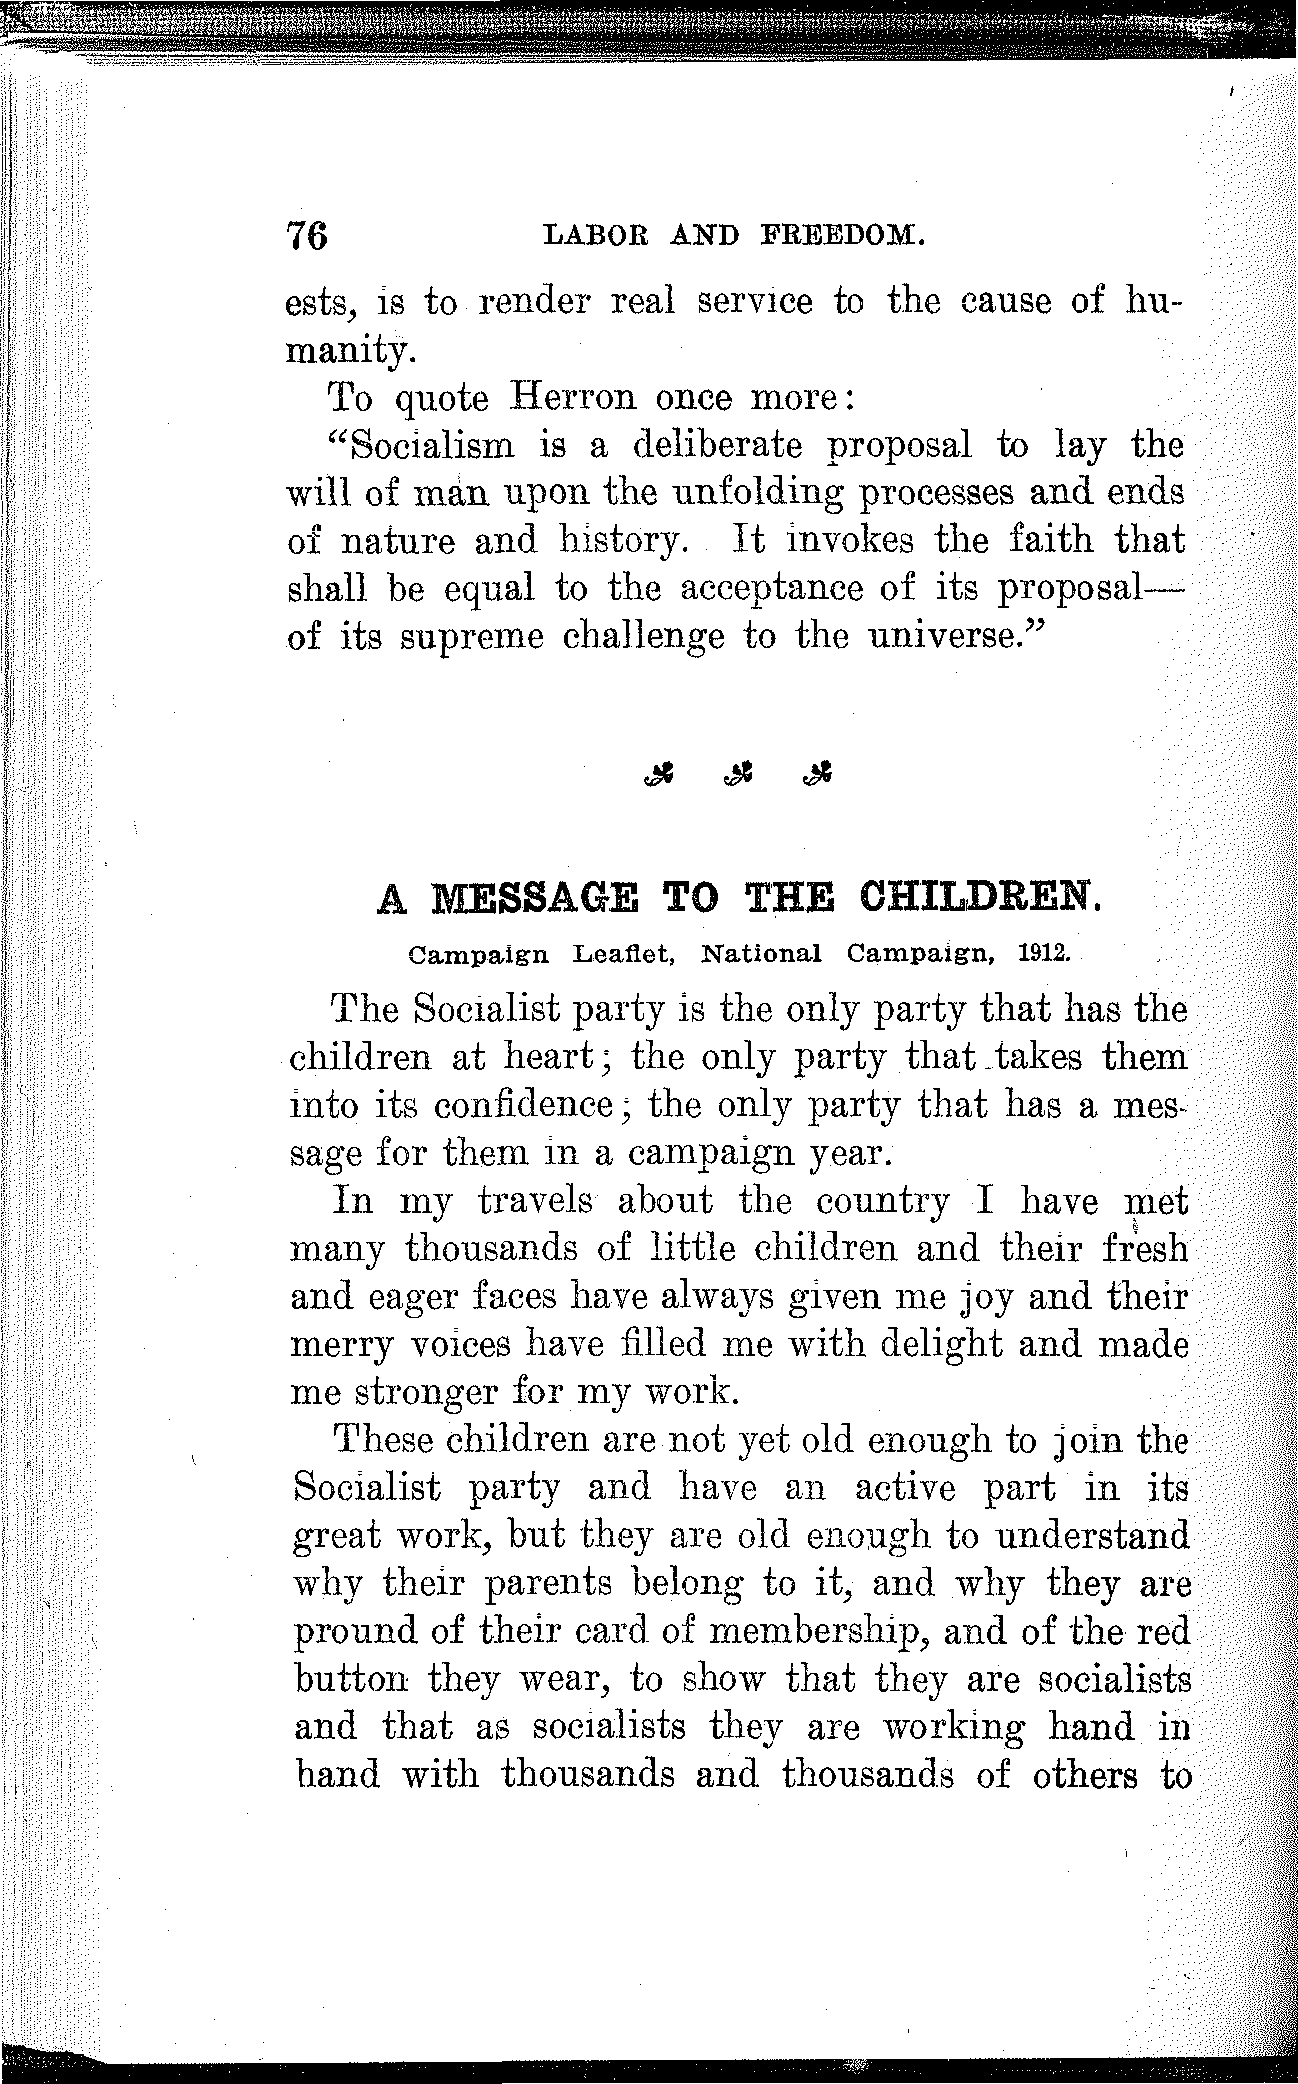 76 LABOR AND FREEDOM.
ests, is to render real service to the cause of hu-
manity.
To quote Herron once more:
“Socialism is a deliberate proposal to lay the
will of man upon the unfolding processes and ends
of nature and history. It invokes the faith that
shall be equal to the acceptance of its proposal—
of its supreme challenge to the universe.”
A MESSAGE TO THE CHILDREN.
Campaign Leaflet, National Campaign, 1912.
The Socialist party is the only party that has the
children at heart; the only party that takes them
into its confidence; the only party that has a mes-
sage for them in a campaign year.
In my travels about the country I have met
many thousands of little children and their fresh
and eager faces have always given me joy and their
merry voices have filled me with delight and made
me stronger for my work.
These children are not yet old enough to join the
Socialist party and have an active part in its
great work, but they are old enough to understand
why their parents belong to it, and why they are
pround of their card of membership, and of the red
button they wear, to show that they are socialists
and that as socialists they are working hand in
hand with thousands and thousands of others to